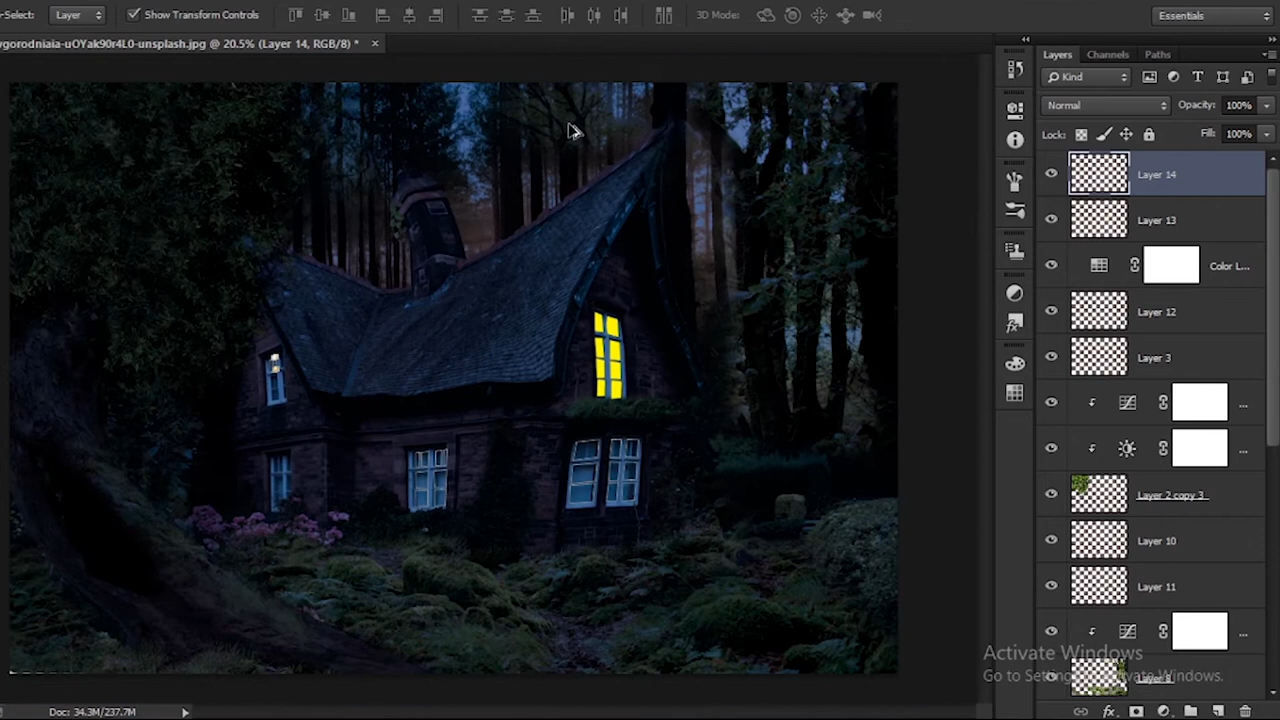 -Select: Layer Show Transform Controls 3D Mode: Essentials
ygorodniaia-uOYak90r4L0-unsplash.jpg @ 20.5% (Layer 14, RGB/8) * ×
Layers Channels Paths
Kind T
Normal Opacity: 100%
Lock: Fill: 100%
Layer 14
Layer 13
Color L...
Layer 12
Layer 3
...
...
Layer 2 copy 3
Layer 10
Layer 11
...
Activate Windows
Go to Settings to Activate Windows.
Doc: 34.3M/237.7M
fx